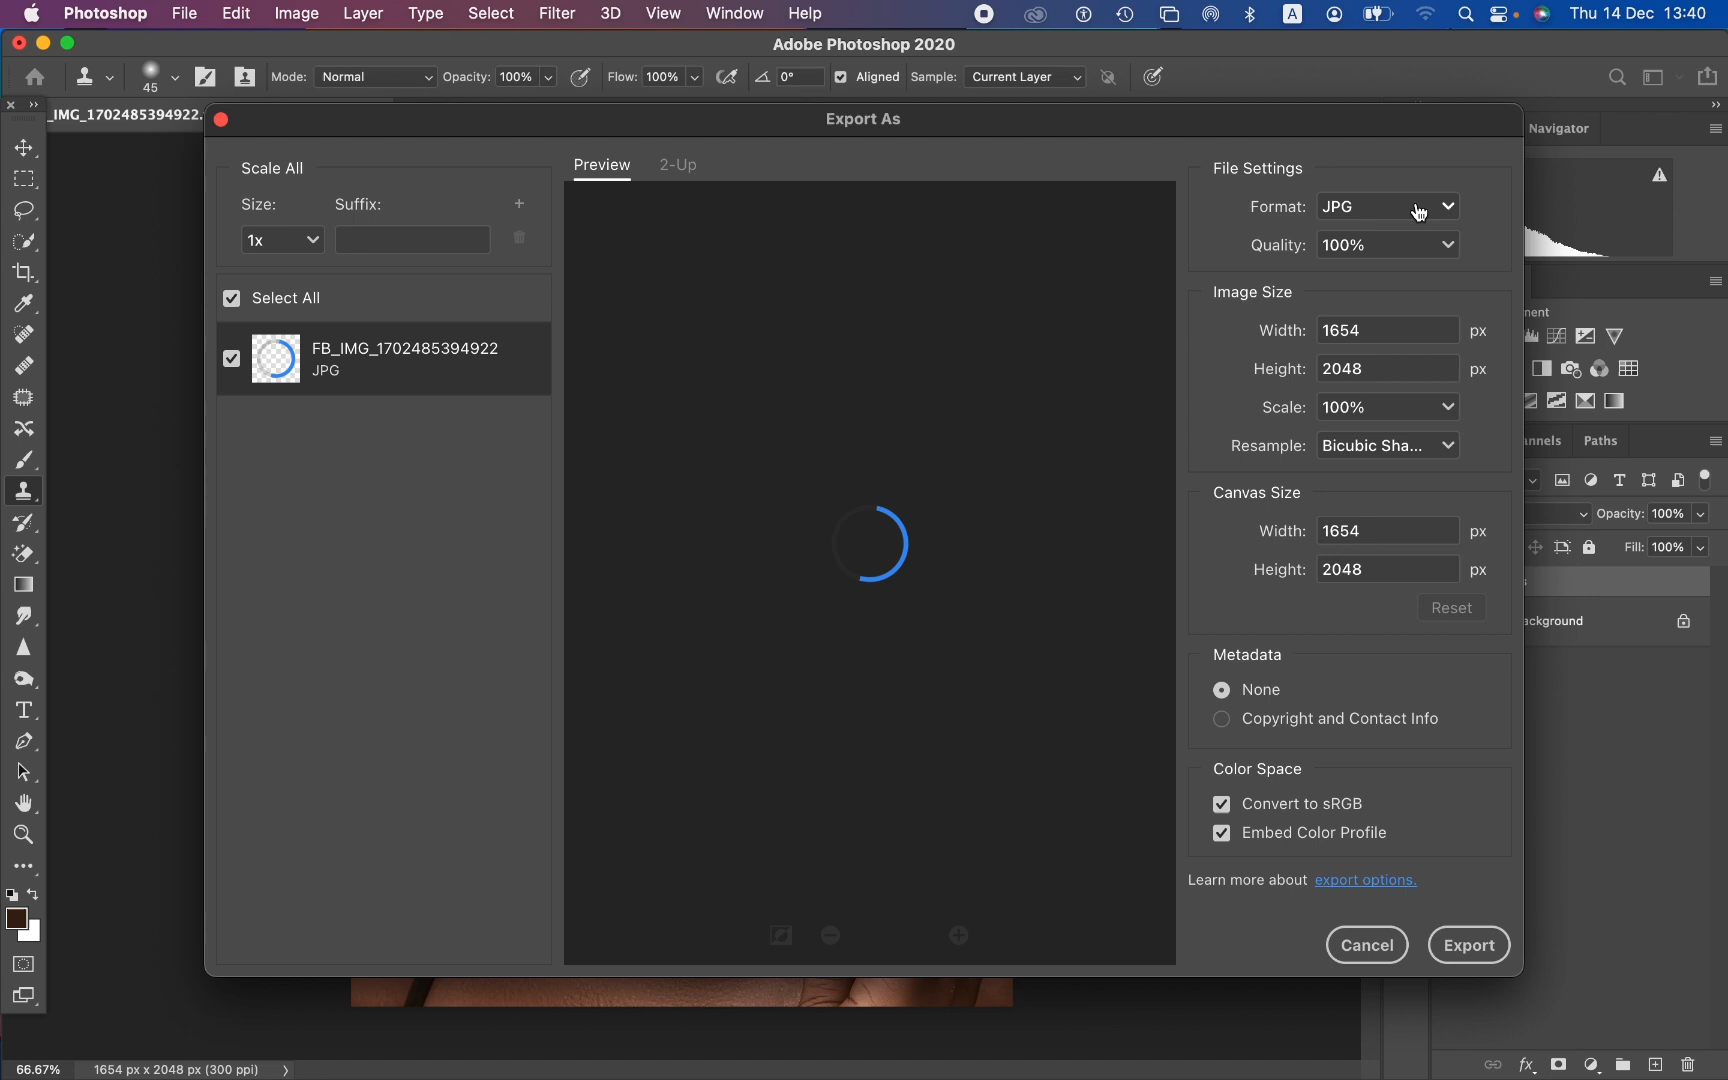 Photoshop File Edit Image Layer Type Select Filter 3D View Window Help A Thu 14 Dec 13:40
Adobe Photoshop 2020
45 Mode: Normal Opacity: 100% Flow: 100% 0° Aligned Sample: Current Layer
_IMG_1702485394922.
Export As
Navigator
Scale All
Size: Suffix:
1x
Select All
FB_IMG_1702485394922
JPG
Preview 2-Up
File Settings
Format: JPG
Quality: 100%
Image Size
Width: 1654 px
Height: 2048 px
Scale: 100%
Resample: Bicubic Sha...
Canvas Size
Width: 1654 px
Height: 2048 px
Reset
Metadata
None
Copyright and Contact Info
Color Space
Convert to sRGB
Embed Color Profile
Learn more about export options.
Cancel Export
nent
nnels Paths
Opacity: 100%
Fill: 100%
s
ackground
66.67% 1654 px x 2048 px (300 ppi)
fx